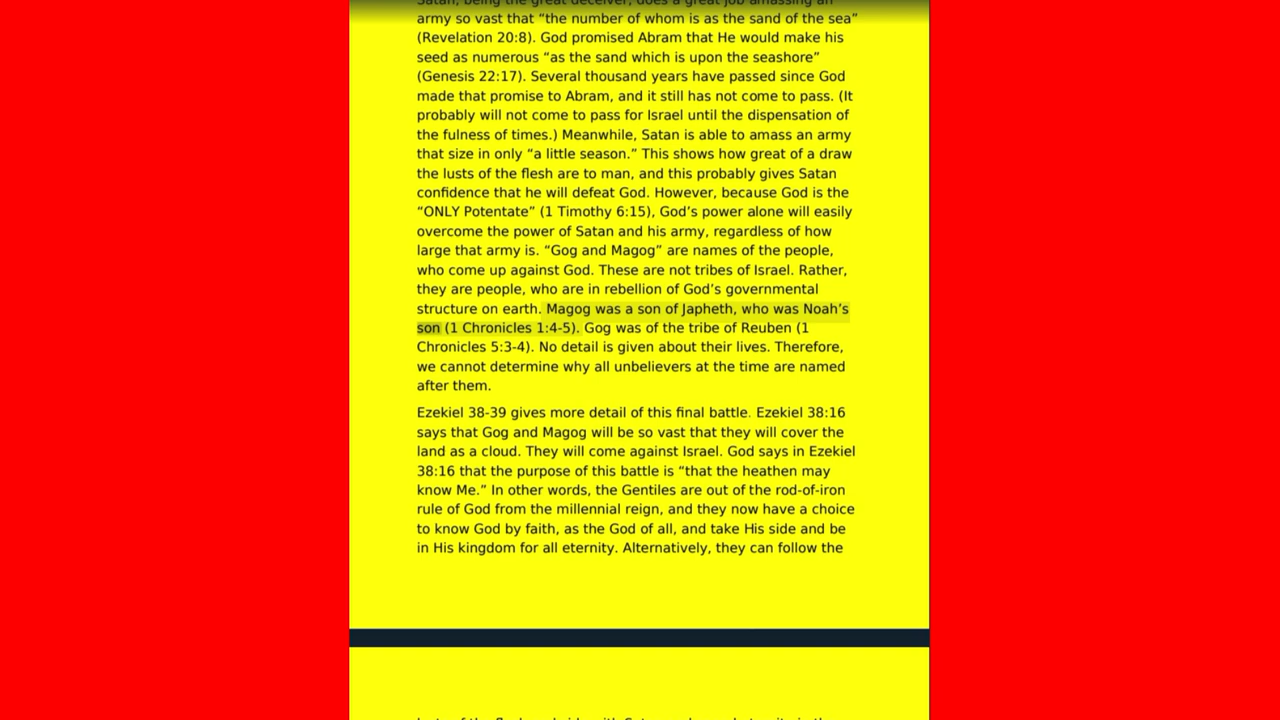 Satan, being the great deceiver, does a great job amassing an
army so vast that “the number of whom is as the sand of the sea”
(Revelation 20:8). God promised Abram that He would make his
seed as numerous “as the sand which is upon the seashore”
(Genesis 22:17). Several thousand years have passed since God
made that promise to Abram, and it still has not come to pass. (It
probably will not come to pass for Israel until the dispensation of
the fulness of times.) Meanwhile, Satan is able to amass an army
that size in only “a little season.” This shows how great of a draw
the lusts of the flesh are to man, and this probably gives Satan
confidence that he will defeat God. However, because God is the
“ONLY Potentate” (1 Timothy 6:15), God’s power alone will easily
overcome the power of Satan and his army, regardless of how
large that army is. “Gog and Magog” are names of the people,
who come up against God. These are not tribes of Israel. Rather,
they are people, who are in rebellion of God’s governmental
structure on earth. Magog was a son of Japheth, who was Noah’s
son (1 Chronicles 1:4-5). Gog was of the tribe of Reuben (1
Chronicles 5:3-4). No detail is given about their lives. Therefore,
we cannot determine why all unbelievers at the time are named
after them.
Ezekiel 38-39 gives more detail of this final battle. Ezekiel 38:16
says that Gog and Magog will be so vast that they will cover the
land as a cloud. They will come against Israel. God says in Ezekiel
38:16 that the purpose of this battle is “that the heathen may
know Me.” In other words, the Gentiles are out of the rod-of-iron
rule of God from the millennial reign, and they now have a choice
to know God by faith, as the God of all, and take His side and be
in His kingdom for all eternity. Alternatively, they can follow the